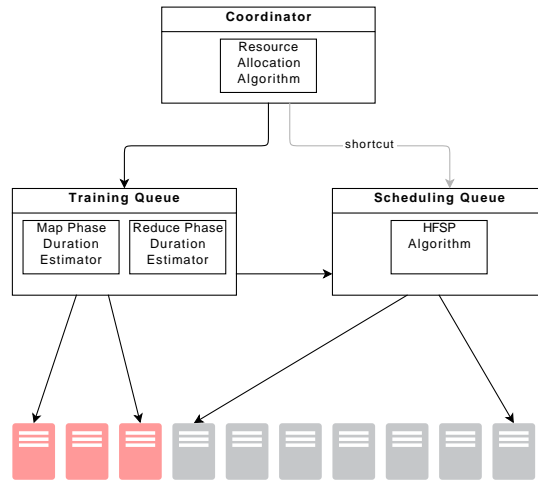 Coordinator
Resource
Allocation
Algorithm
shortcut
Training Queue
Scheduling Queue
Map Phase
Duration
Estimator
Reduce Phase
Duration
Estimator
HFSP
Algorithm